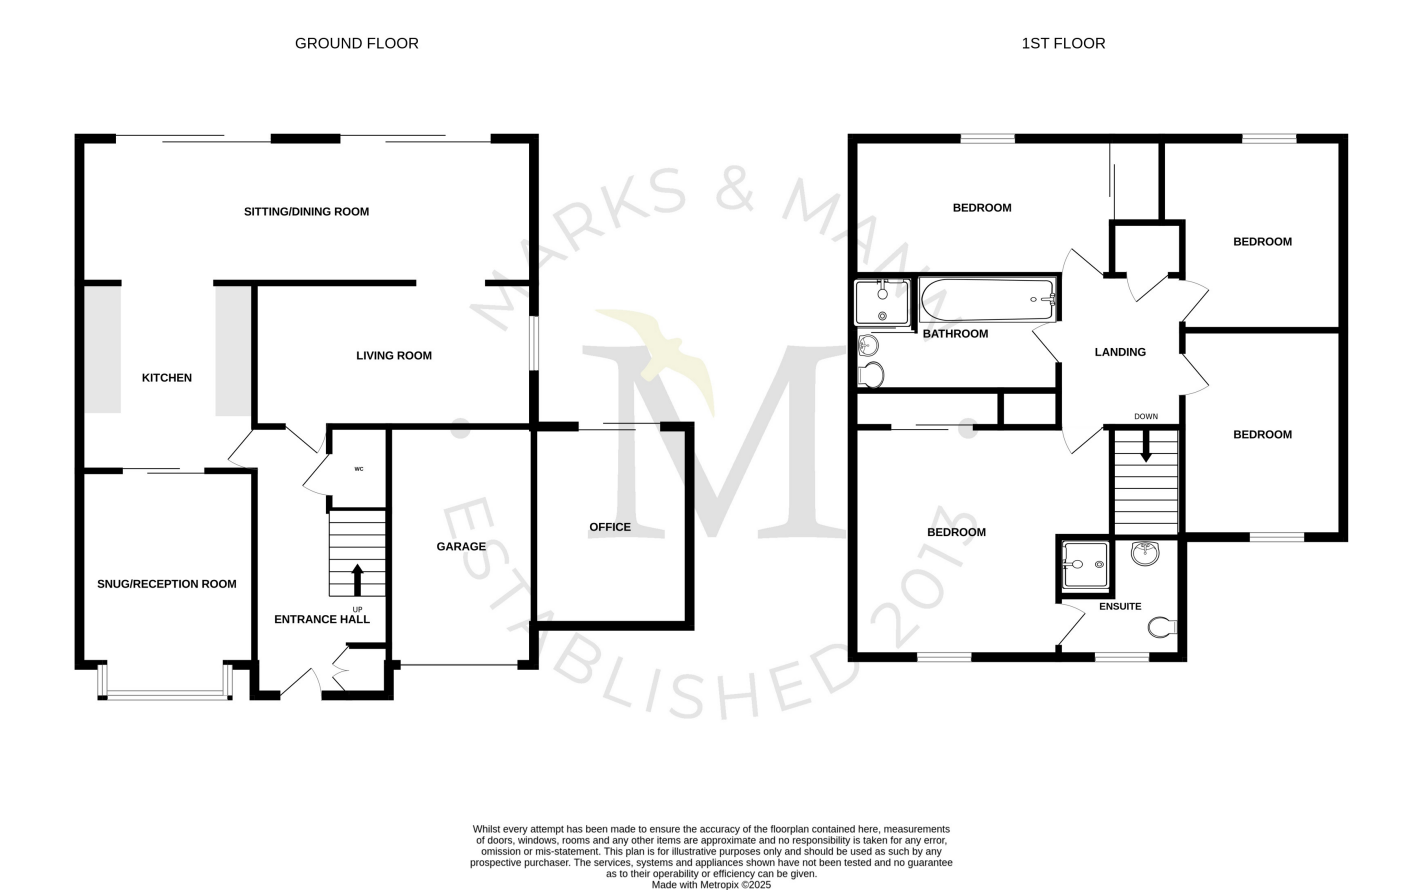 GROUND FLOOR
1ST FLOOR
SITTING/DINING ROOM
LIVING ROOM
KITCHEN
WC
SNUG/RECEPTION ROOM
GARAGE
OFFICE
UP
ENTRANCE HALL
BEDROOM
BEDROOM
BATHROOM
LANDING
DOWN
BEDROOM
BEDROOM
ENSUITE
MARKS & MANN
M
• ESTABLISHED 2013 •
Whilst every attempt has been made to ensure the accuracy of the floorplan contained here, measurements
of doors, windows, rooms and any other items are approximate and no responsibility is taken for any error,
omission or mis-statement. This plan is for illustrative purposes only and should be used as such by any
prospective purchaser. The services, systems and appliances shown have not been tested and no guarantee
as to their operability or efficiency can be given.
Made with Metropix ©2025